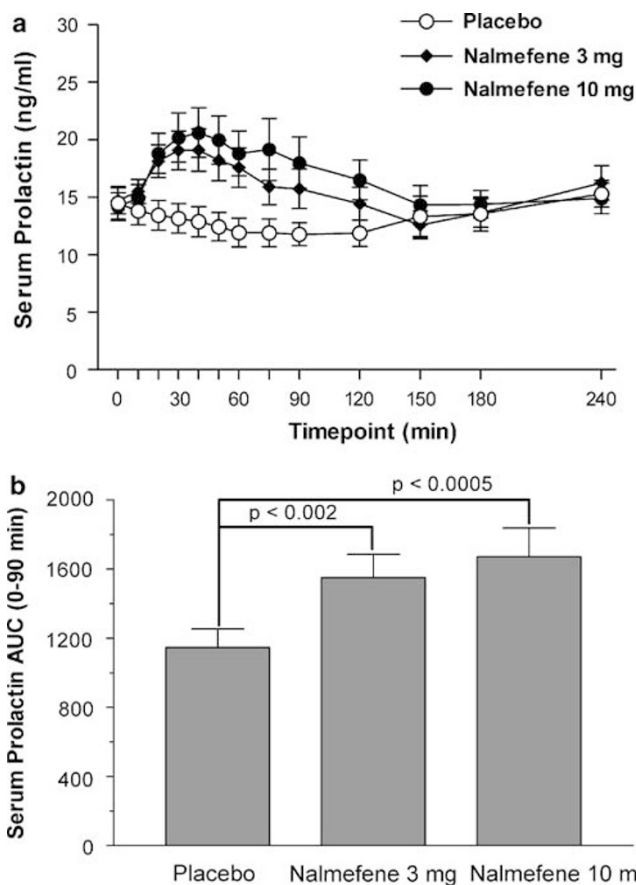 a
Placebo
Nalmefene 3 mg
Nalmefene 10 mg
Serum Prolactin (ng/ml)
30
25
20
15
10
5
0
0 30 60 90 120 150 180 240
Timepoint (min)
b
Serum Prolactin AUC (0-90 min)
2000
1600
1200
800
400
0
p < 0.0005
p < 0.002
Placebo Nalmefene 3 mg Nalmefene 10 m